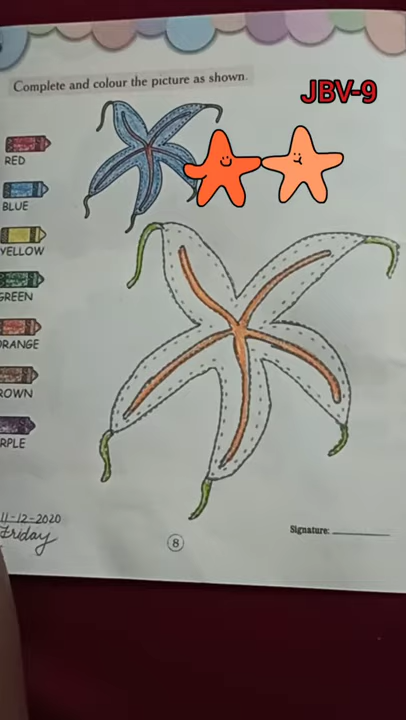 Complete and colour the picture as shown.
JBV-9
RED
BLUE
YELLOW
GREEN
ORANGE
ROWN
RPLE
11-12-2020
Friday
8
Signature: